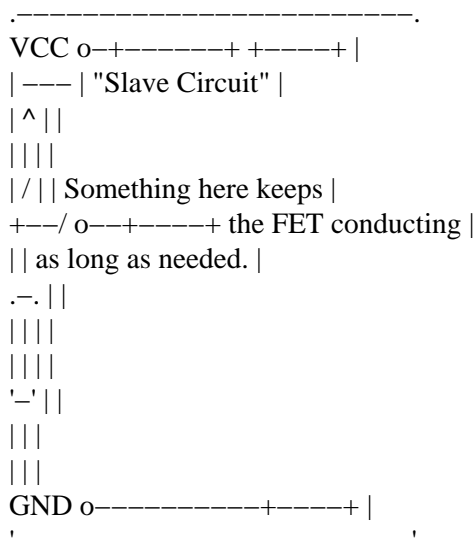 .−−−−−−−−−−−−−−−−−−−−−−−−.
VCC o−+−−−−−−+ +−−−−+ |
| −−− | "Slave Circuit" |
| ^ | |
| | | |
| / | | Something here keeps |
+−−/ o−−+−−−−+ the FET conducting |
| | as long as needed. |
.−. | |
| | | |
| | | |
'−' | |
| | |
| | |
GND o−−−−−−−−−−+−−−−+ |
'−−−−−−−−−−−−−−−−−−−−−−−−'